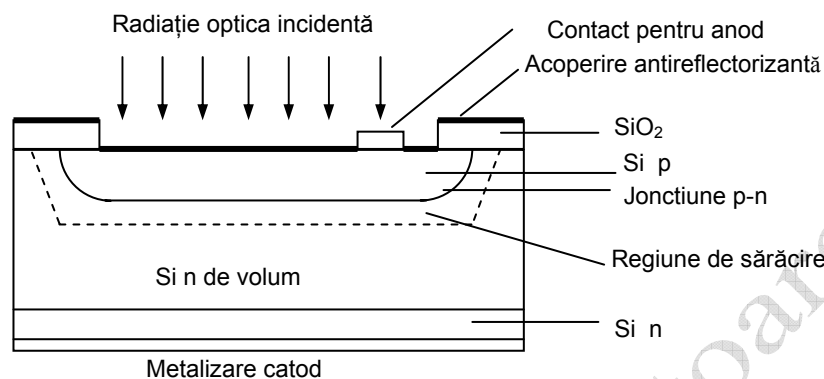 Radiație optica incidentă
Contact pentru anod
Acoperire antireflectorizantă
SiO₂
Si p
Jonctiune p-n
Regiune de sărăcire
Si n de volum
Si n
Metalizare catod